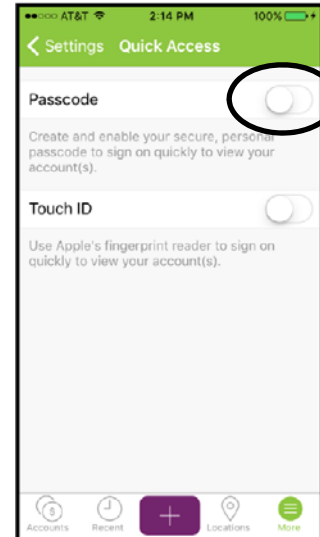 AT&T 2:14 PM 100%
Settings Quick Access
Passcode
Create and enable your secure, personal
passcode to sign on quickly to view your
account(s).
Touch ID
Use Apple's fingerprint reader to sign on
quickly to view your account(s).
$
+
Accounts Recent Locations More